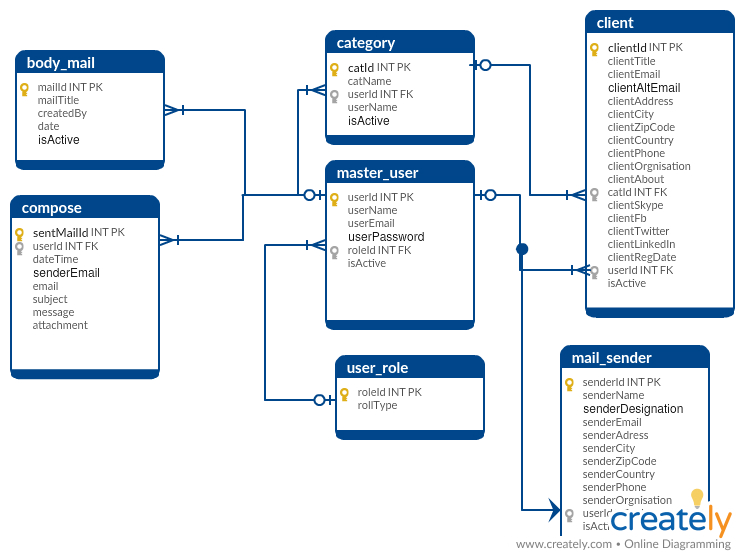 body_mail
mailId INT PK
mailTitle
createdBy
date
isActive
compose
sentMailId INT PK
userId INT FK
dateTime
senderEmail
email
subject
message
attachment
category
catId INT PK
catName
userId INT FK
userName
isActive
master_user
userId INT PK
userName
userEmail
userPassword
roleId INT FK
isActive
user_role
roleId INT PK
rollType
client
clientId INT PK
clientTitle
clientEmail
clientAltEmail
clientAddress
clientCity
clientZipCode
clientCountry
clientPhone
clientOrgnisation
clientAbout
catId INT FK
clientSkype
clientFb
clientTwitter
clientLinkedIn
clientRegDate
userId INT FK
isActive
mail_sender
senderId INT PK
senderName
senderDesignation
senderEmail
senderAdress
senderCity
senderZipCode
senderCountry
senderPhone
senderOrgnisation
creately
www.creately.com • Online Diagramming